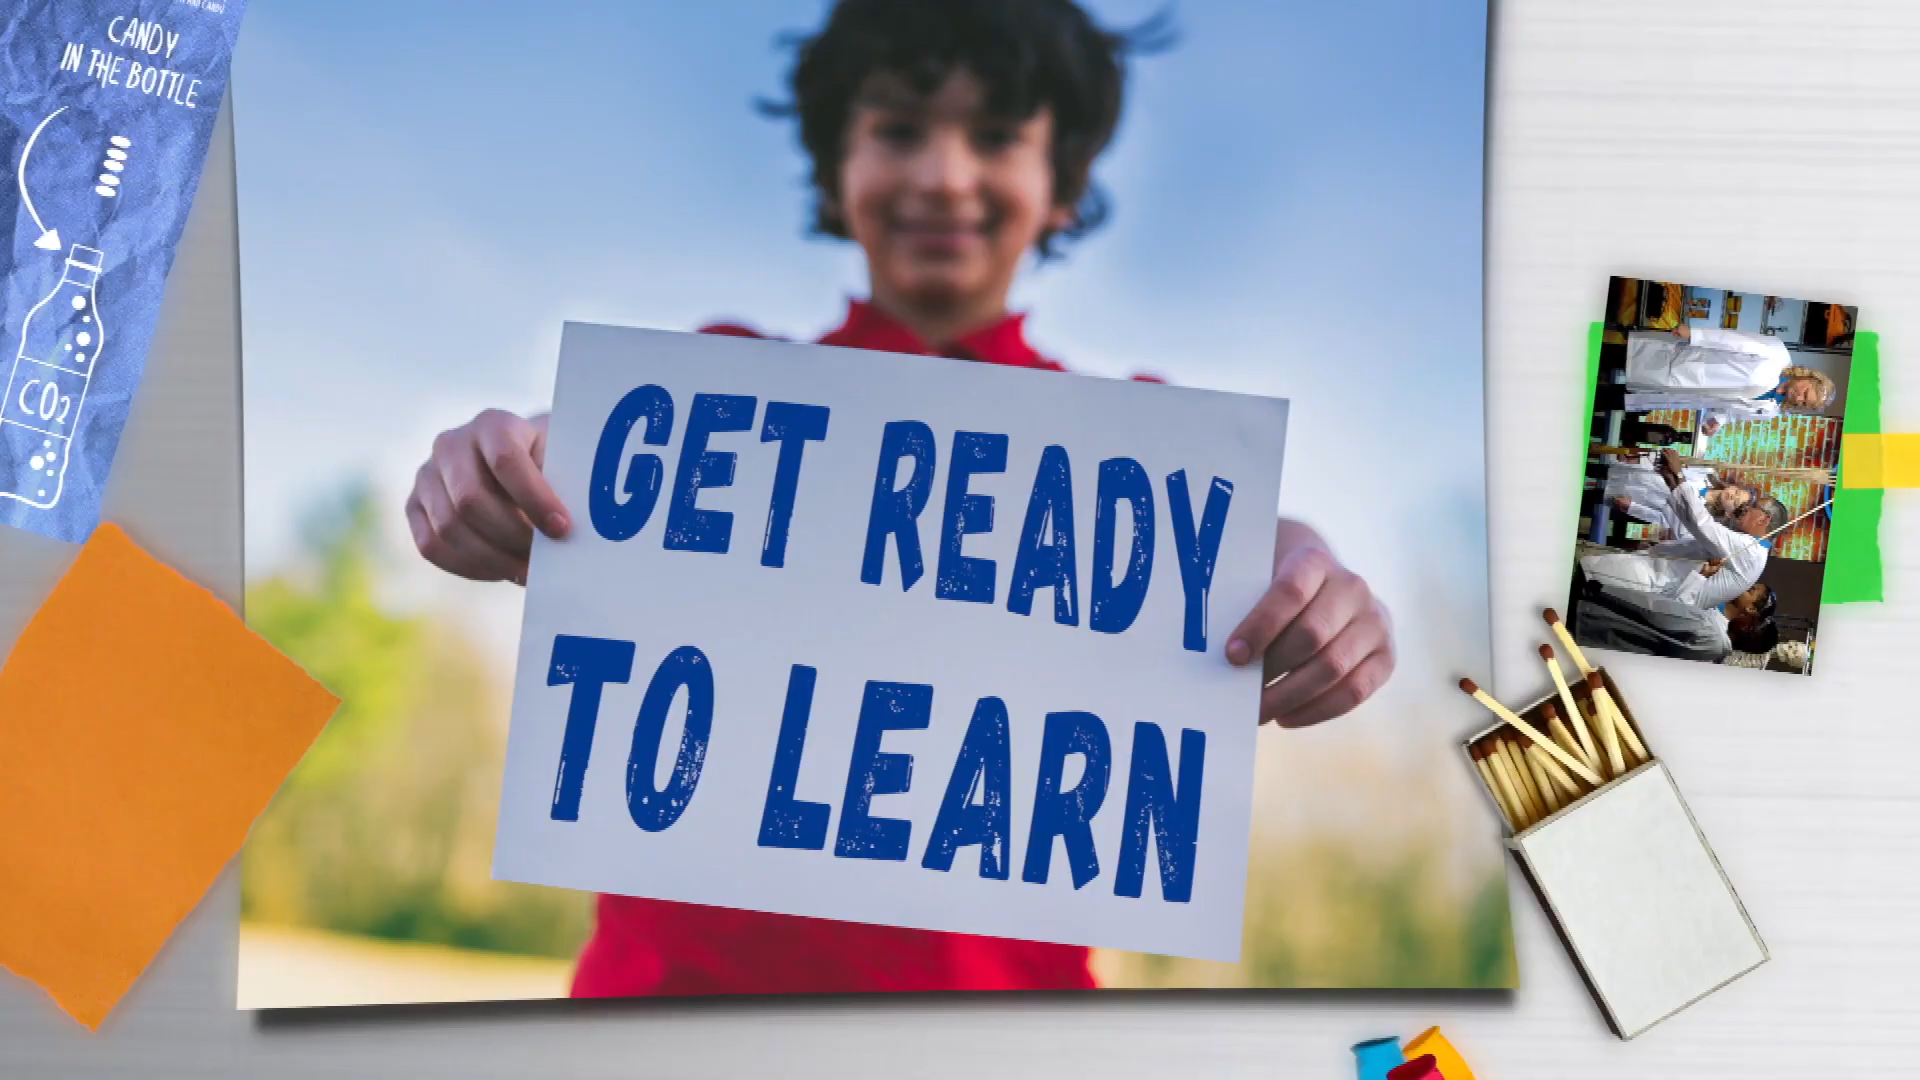 CANDY
IN THE BOTTLE
CO2
GET READY
TO LEARN